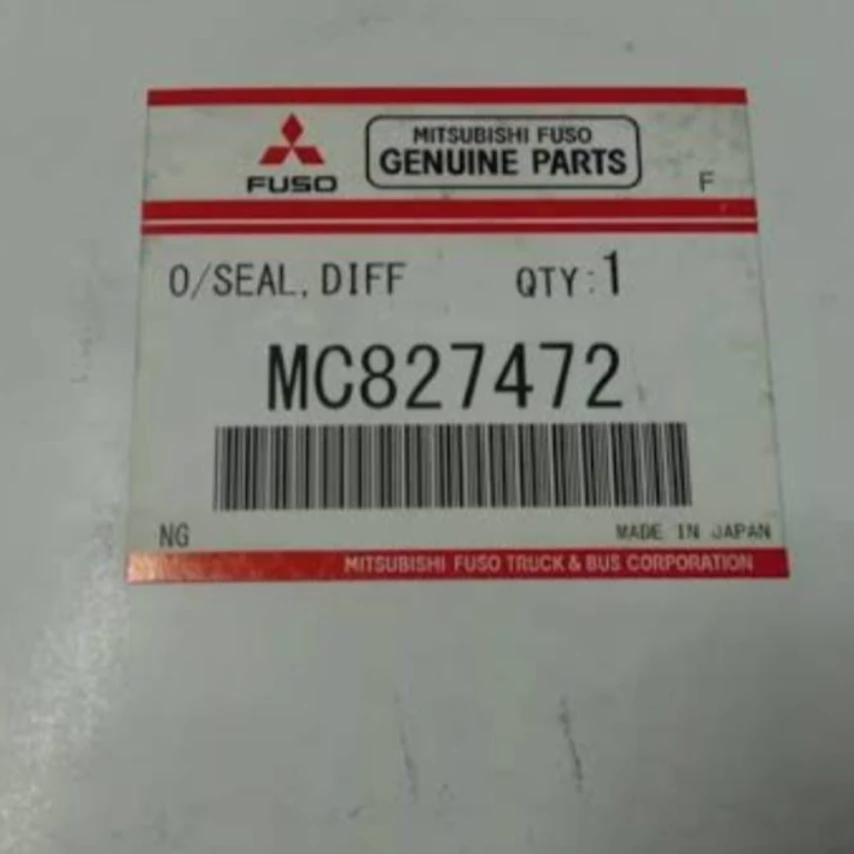 MITSUBISHI FUSO
GENUINE PARTS
FUSO
F
O/SEAL, DIFF QTY:1
MC827472
NG MADE IN JAPAN
MITSUBISHI FUSO TRUCK & BUS CORPORATION